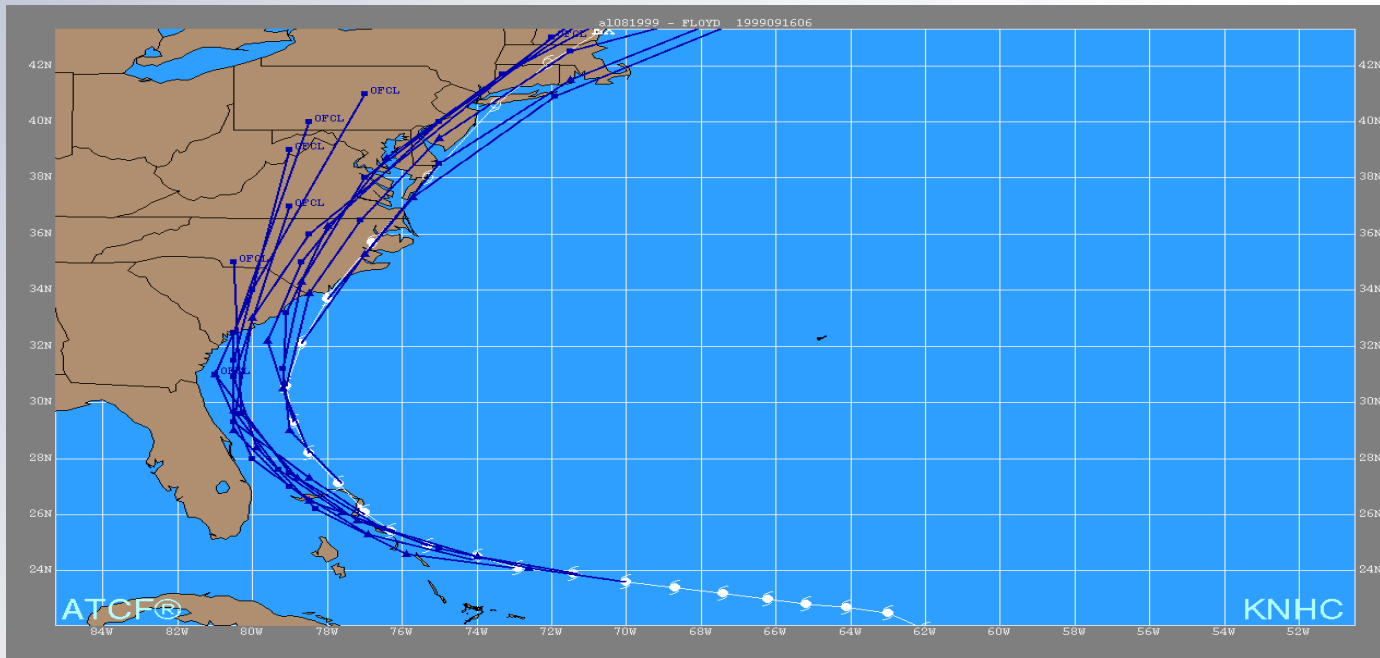 a1081999 - FLOYD 1999091606
OFCL
42N 42N
OFCL
40N OFCL 40N
OFCL
38N 38N
OFCL
36N 36N
OFCL
34N 34N
32N 32N
OFCL
30N 30N
28N 28N
26N 26N
24N 24N
ATCF® KNHC
84W 82W 80W 78W 76W 74W 72W 70W 68W 66W 64W 62W 60W 58W 56W 54W 52W